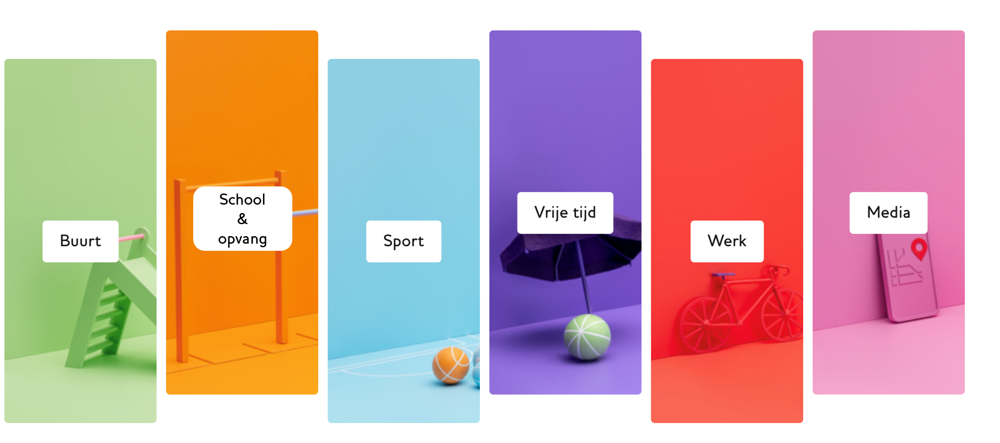 Buurt
School
&
opvang
Sport
Vrije tijd
Werk
Media